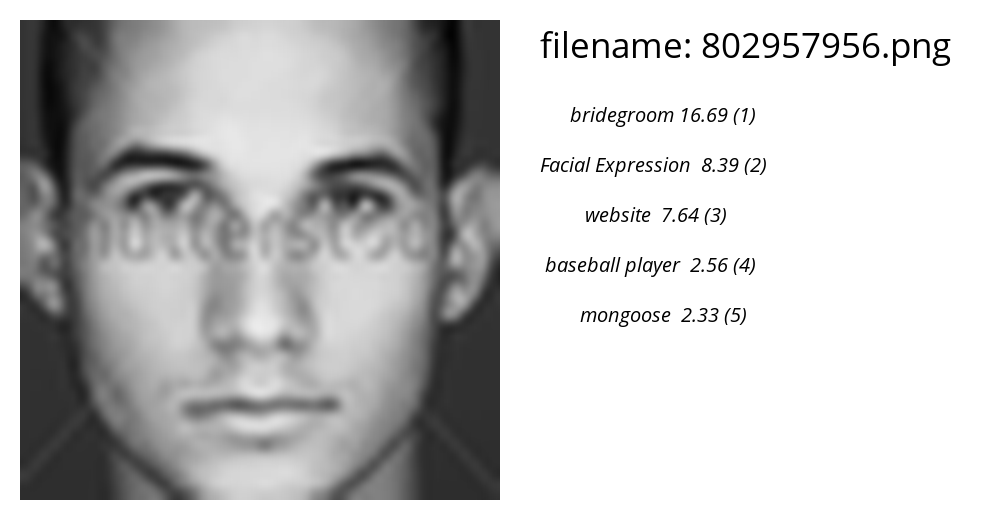 filename: 802957956.png
bridegroom 16.69 (1)
Facial Expression 8.39 (2)
website 7.64 (3)
baseball player 2.56 (4)
mongoose 2.33 (5)